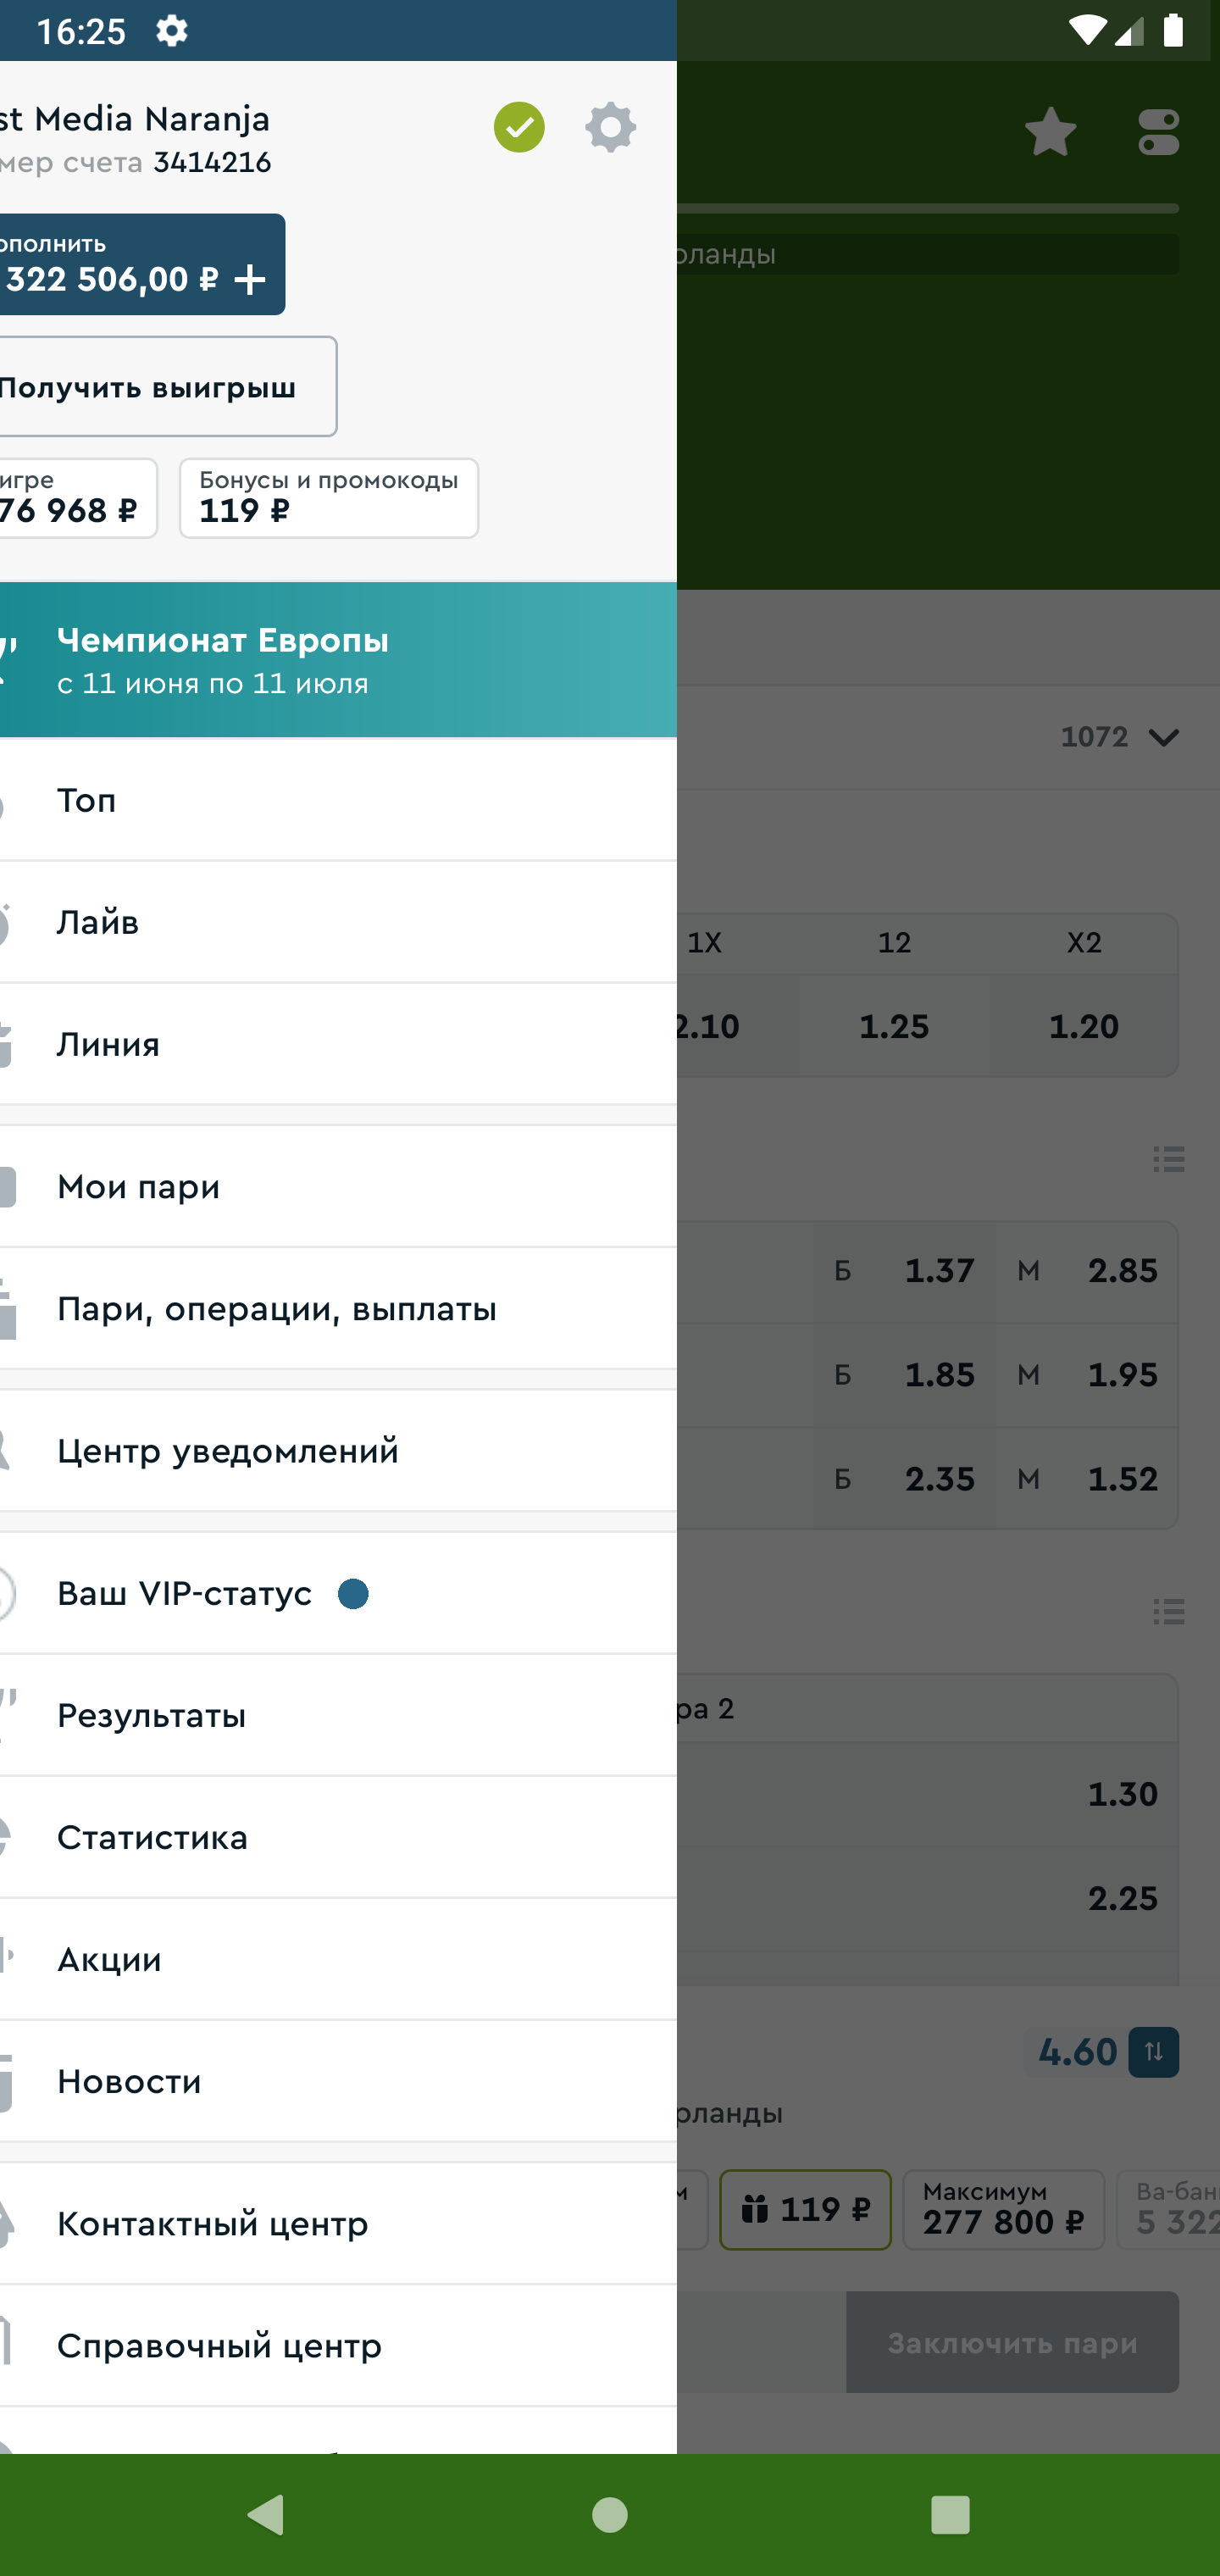 16:25
st Media Naranja
мер счета 3414216
ополнить
322 506,00 ₽
Получить выигрыш
игре
76 968 ₽
Бонусы и промокоды
119 ₽
Чемпионат Европы
с 11 июня по 11 июля
Топ
Лайв
Линия
Мои пари
Пари, операции, выплаты
Центр уведомлений
Ваш VIP-статус
Результаты
Статистика
Акции
Новости
Контактный центр
Справочный центр
рланды
1072
1X 12 X2
2.10 1.25 1.20
Б 1.37 М 2.85
Б 1.85 М 1.95
Б 2.35 М 1.52
ра 2
1.30
2.25
4.60
рланды
м
119 ₽
Максимум
277 800 ₽
Ва-бан
5 322
Заключить пари